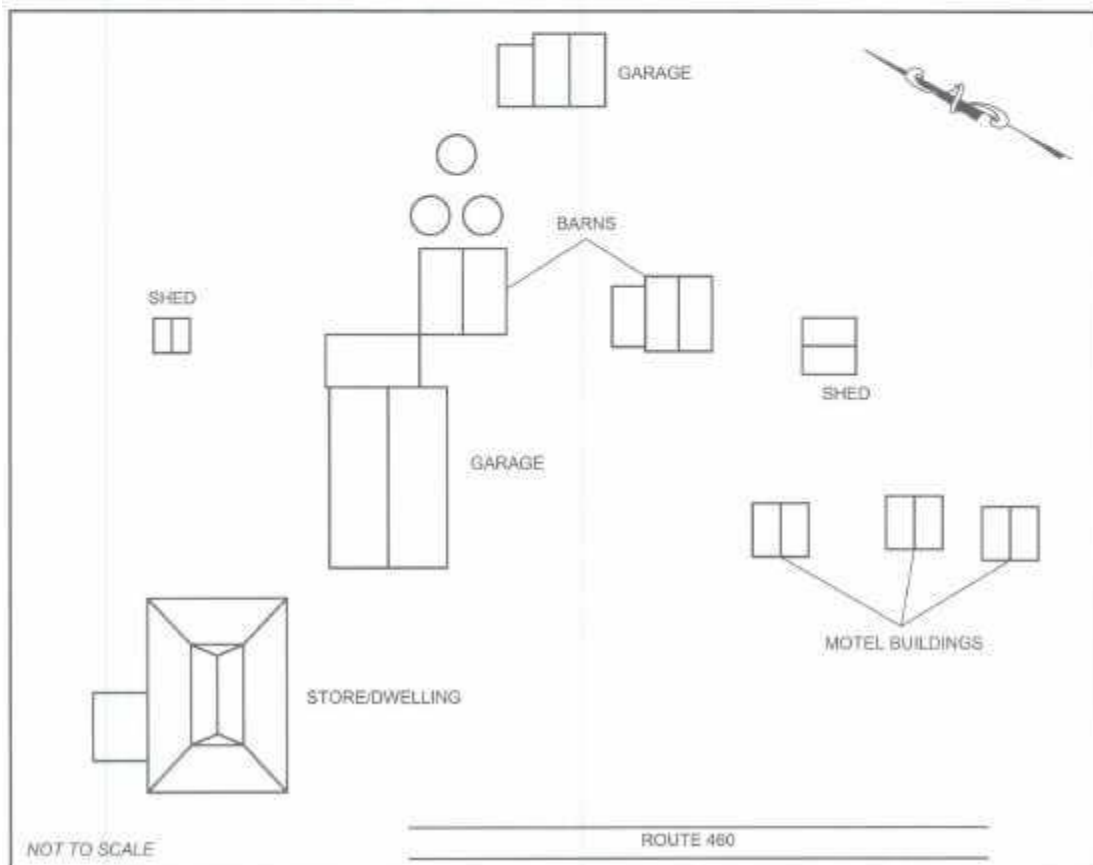 GARAGE
BARNS
SHED
SHED
GARAGE
MOTEL BUILDINGS
STORE/DWELLING
ROUTE 460
NOT TO SCALE